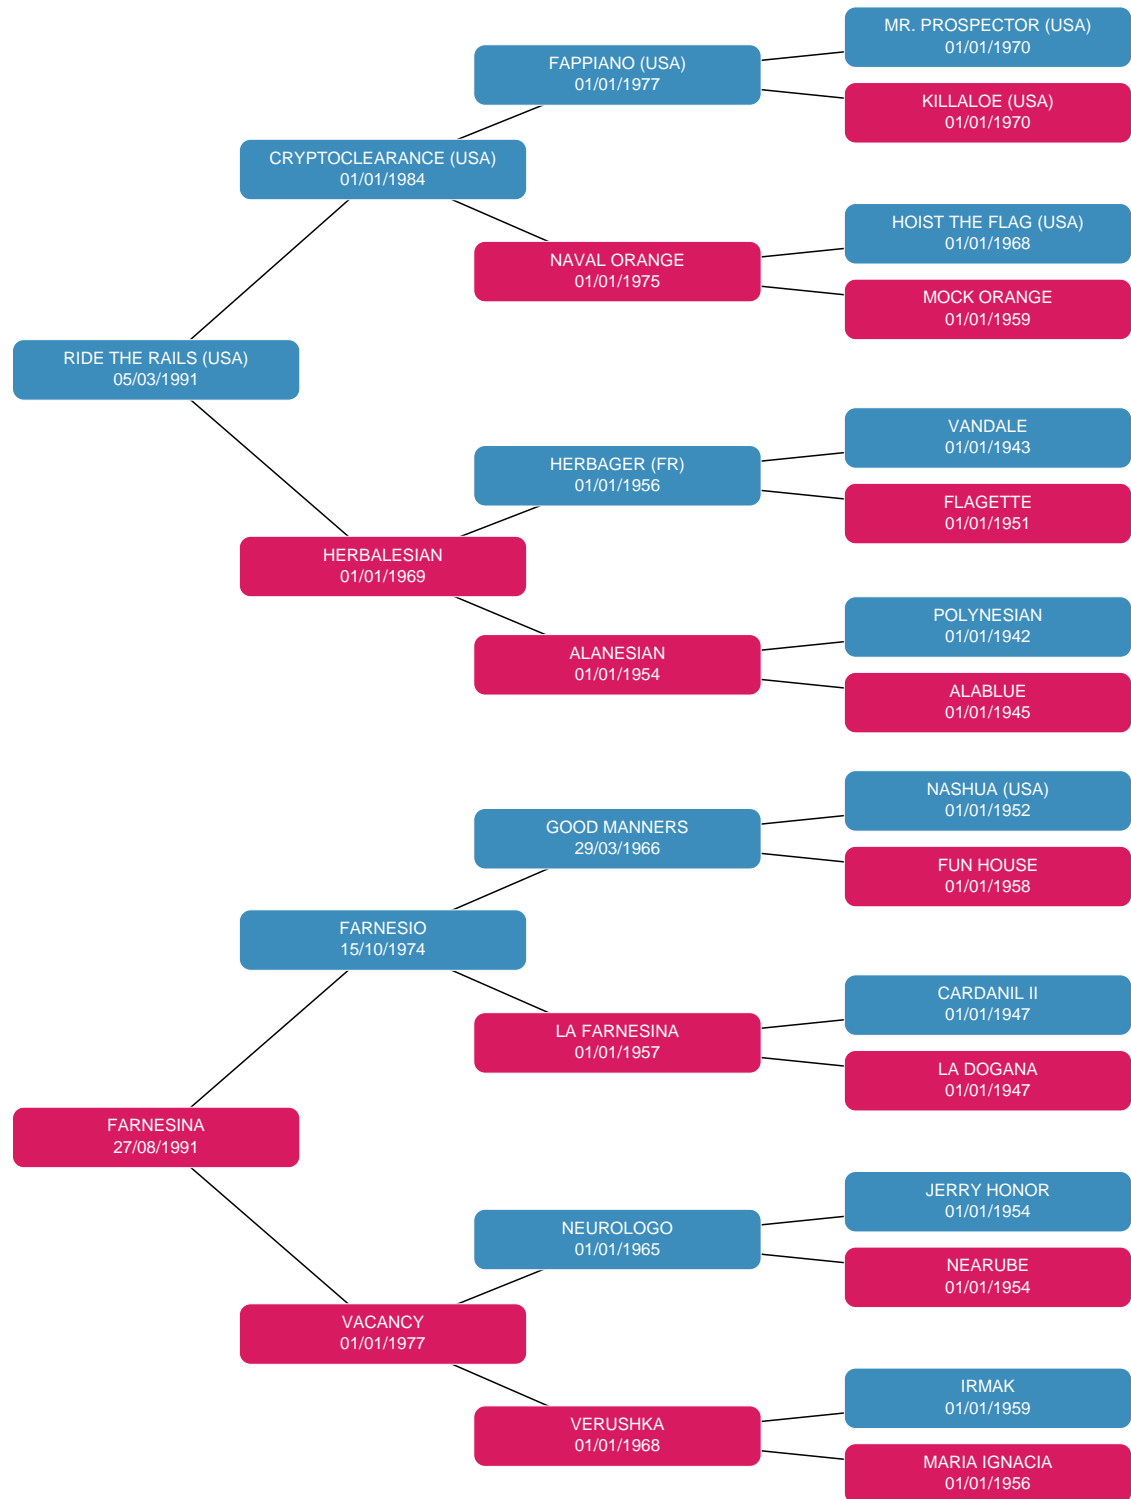 MR. PROSPECTOR (USA)
01/01/1970
FAPPIANO (USA)
01/01/1977
KILLALOE (USA)
01/01/1970
CRYPTOCLEARANCE (USA)
01/01/1984
HOIST THE FLAG (USA)
01/01/1968
NAVAL ORANGE
01/01/1975
MOCK ORANGE
01/01/1959
RIDE THE RAILS (USA)
05/03/1991
VANDALE
01/01/1943
HERBAGER (FR)
01/01/1956
FLAGETTE
01/01/1951
HERBALESIAN
01/01/1969
POLYNESIAN
01/01/1942
ALANESIAN
01/01/1954
ALABLUE
01/01/1945
NASHUA (USA)
01/01/1952
GOOD MANNERS
29/03/1966
FUN HOUSE
01/01/1958
FARNESIO
15/10/1974
CARDANIL II
01/01/1947
LA FARNESINA
01/01/1957
LA DOGANA
01/01/1947
FARNESINA
27/08/1991
JERRY HONOR
01/01/1954
NEUROLOGO
01/01/1965
NEARUBE
01/01/1954
VACANCY
01/01/1977
IRMAK
01/01/1959
VERUSHKA
01/01/1968
MARIA IGNACIA
01/01/1956